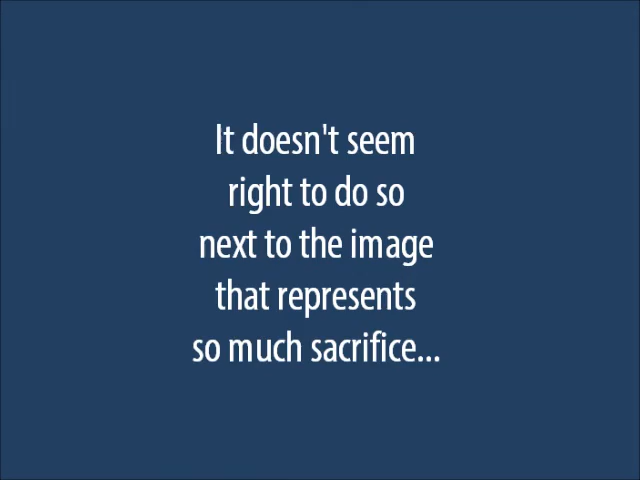 It doesn't seem
right to do so
next to the image
that represents
so much sacrifice...